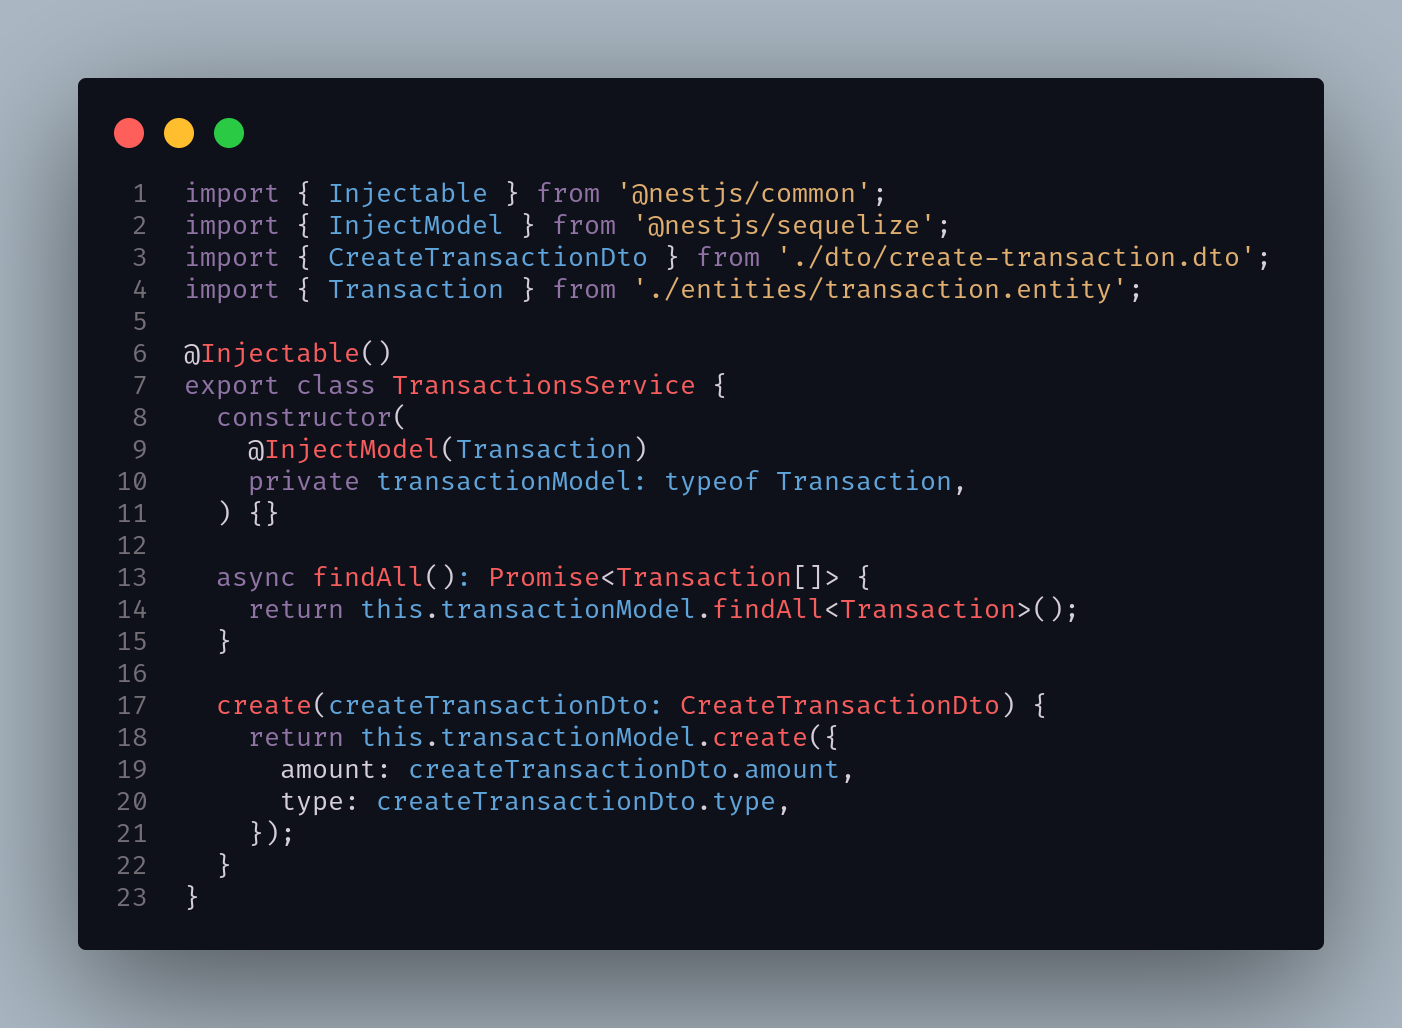 1 import { Injectable } from '@nestjs/common';
2 import { InjectModel } from '@nestjs/sequelize';
3 import { CreateTransactionDto } from './dto/create-transaction.dto';
4 import { Transaction } from './entities/transaction.entity';
5
6 @Injectable()
7 export class TransactionsService {
8   constructor(
9     @InjectModel(Transaction)
10     private transactionModel: typeof Transaction,
11   ) {}
12
13   async findAll(): Promise<Transaction[]> {
14     return this.transactionModel.findAll<Transaction>();
15   }
16
17   create(createTransactionDto: CreateTransactionDto) {
18     return this.transactionModel.create({
19       amount: createTransactionDto.amount,
20       type: createTransactionDto.type,
21     });
22   }
23 }